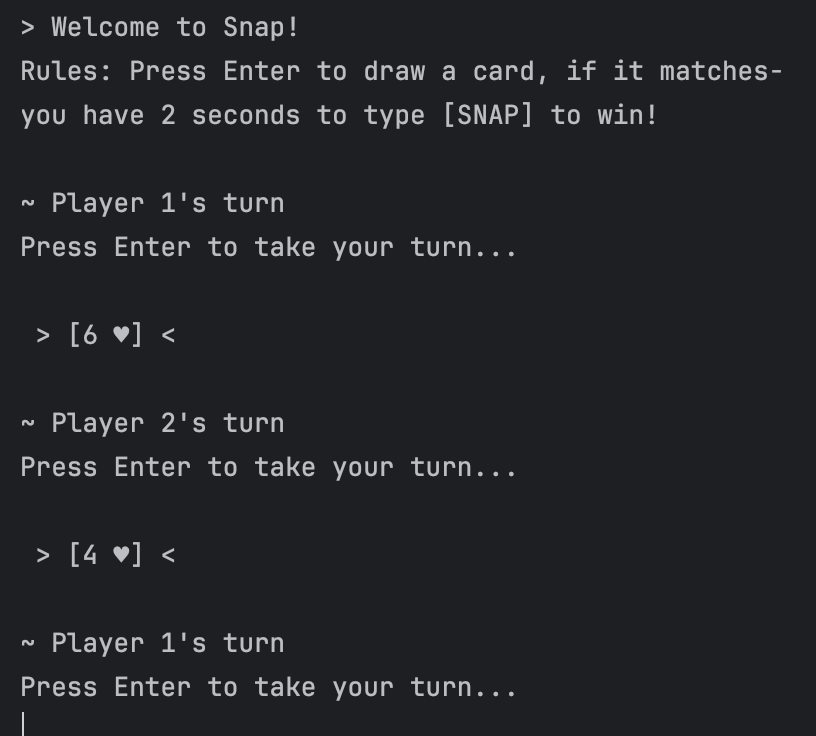 > Welcome to Snap!
Rules: Press Enter to draw a card, if it matches-
you have 2 seconds to type [SNAP] to win!
~ Player 1's turn
Press Enter to take your turn...
> [6 ♥] <
~ Player 2's turn
Press Enter to take your turn...
> [4 ♥] <
~ Player 1's turn
Press Enter to take your turn...